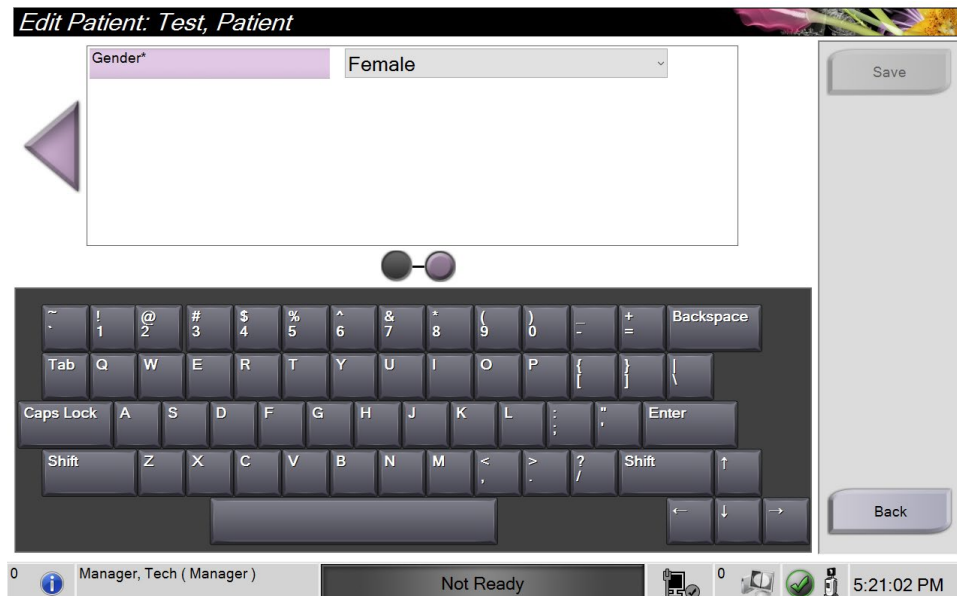 Edit Patient: Test, Patient
Gender*
Female
Save
~ ! @ # $ % ^ & * ( ) _ + Backspace
` 1 2 3 4 5 6 7 8 9 0 - =
Tab Q W E R T Y U I O P { } |
[ ] \
Caps Lock A S D F G H J K L : " Enter
; '
Shift Z X C V B N M < > ? Shift ↑
, . /
← ↓ →
Back
0 Manager, Tech ( Manager ) Not Ready 0 5:21:02 PM